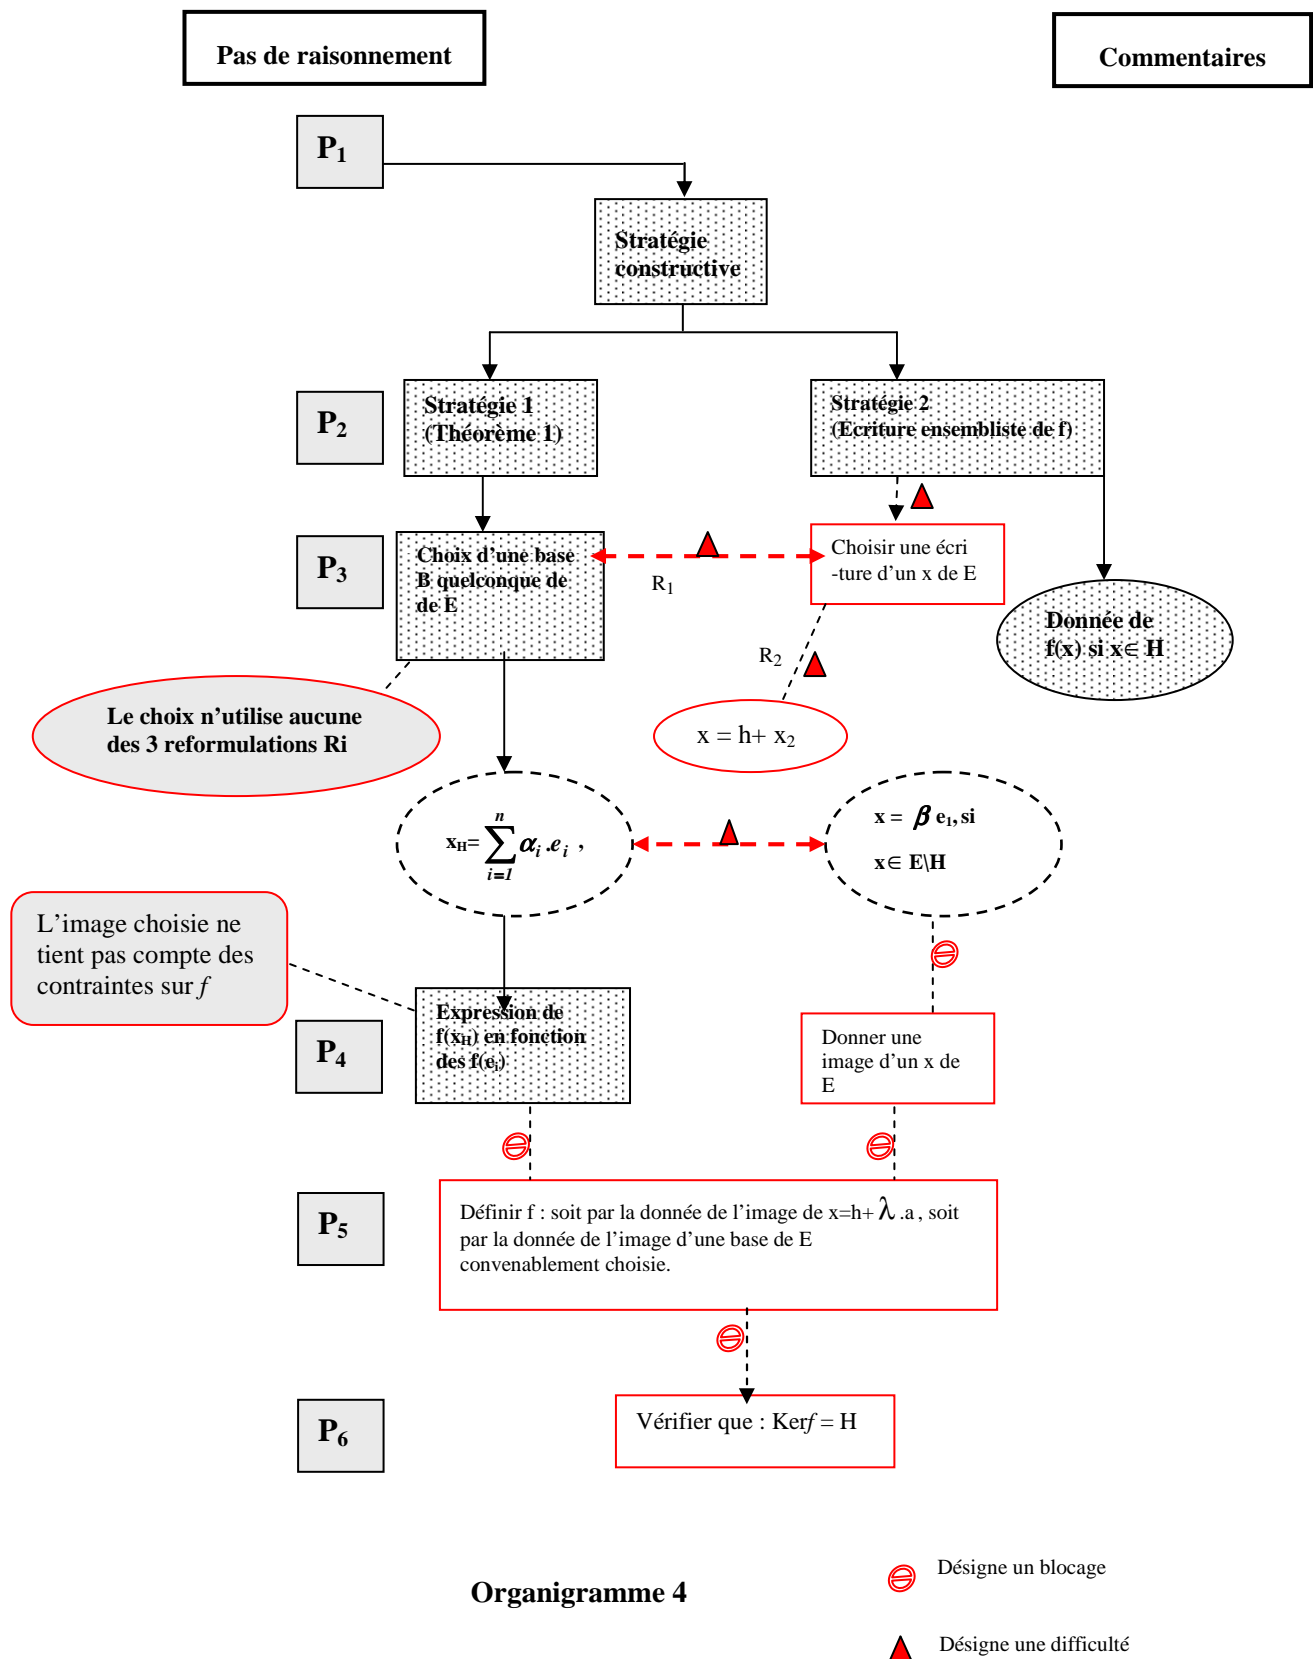 Pas de raisonnement
Commentaires
P1
Stratégie
constructive
P2
Stratégie 1
(Théorème 1)
Stratégie 2
(Ecriture ensembliste de f)
P3
Choix d'une base
B quelconque de
de E
R1
Choisir une écri
-ture d'un x de E
Donnée de
f(x) si x∈ H
R2
Le choix n'utilise aucune
des 3 reformulations Ri
x = h+ x2
xH= ∑ i=1 n αi .ei ,
x = β e1, si
x∈ E\H
L'image choisie ne
tient pas compte des
contraintes sur f
P4
Expression de
f(xH) en fonction
des f(ei)
Donner une
image d'un x de
E
P5
Définir f : soit par la donnée de l'image de x=h+ λ .a , soit
par la donnée de l'image d'une base de E
convenablement choisie.
P6
Vérifier que : Kerf = H
Organigramme 4
Désigne un blocage
Désigne une difficulté